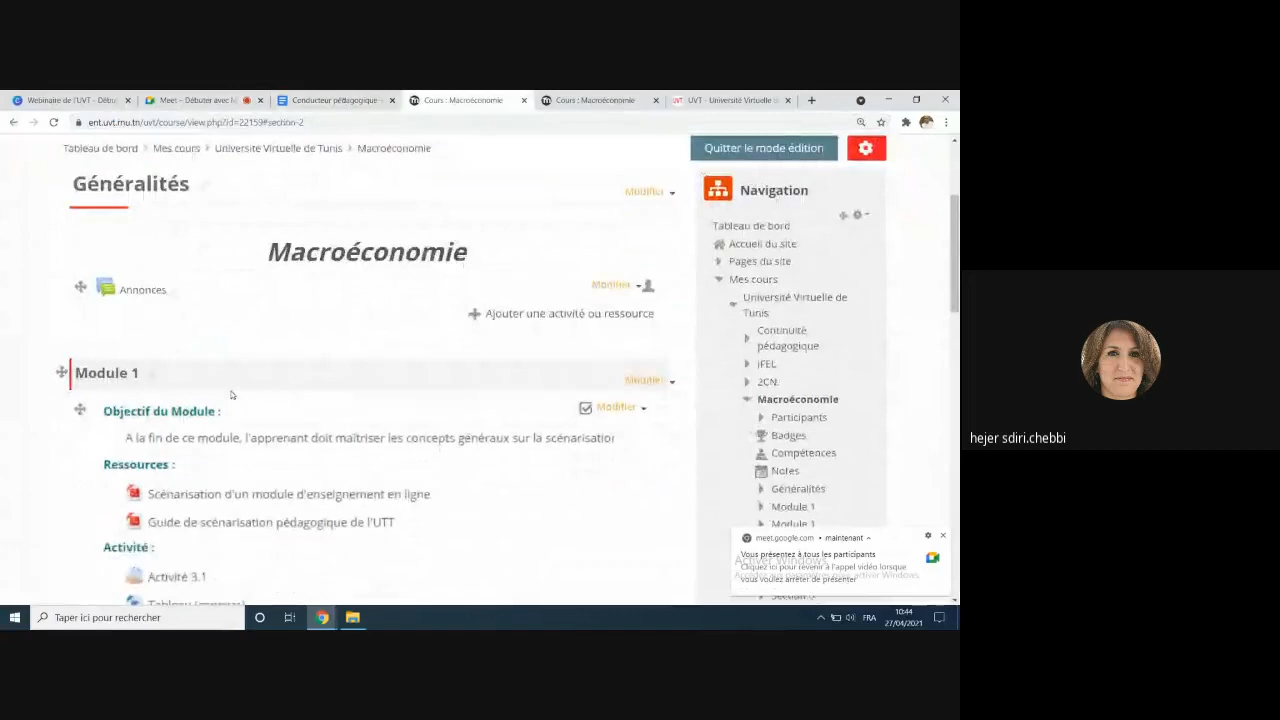 Webinaire de l'UVT - Débu
Meet – Débuter avec M
Conducteur pédagogique
Cours : Macroéconomie
Cours : Macroéconomie
UVT - Université Virtuelle d
ent.uvt.rnu.tn/uvt/course/view.php?id=22159#section-2
Tableau de bord > Mes cours > Université Virtuelle de Tunis > Macroéconomie
Quitter le mode édition
Généralités
Modifier
Macroéconomie
Annonces
Modifier
Ajouter une activité ou ressource
Module 1
Modifier
Objectif du Module :
Modifier
A la fin de ce module, l'apprenant doit maîtriser les concepts généraux sur la scénarisation
Ressources :
Scénarisation d'un module d'enseignement en ligne
Guide de scénarisation pédagogique de l'UTT
Activité :
Activité 3.1
Navigation
Tableau de bord
Accueil du site
Pages du site
Mes cours
Université Virtuelle de
Tunis
Continuité
pédagogique
iFEL
2CN
Macroéconomie
Participants
Badges
Compétences
Notes
Généralités
Module 1
Module 1
meet.google.com • maintenant
Vous présentez à tous les participants
Cliquez ici pour revenir à l'appel vidéo lorsque
vous voulez arrêter de présenter
Activer Windows
Taper ici pour rechercher
FRA
10:44
27/04/2021
hejer sdiri.chebbi